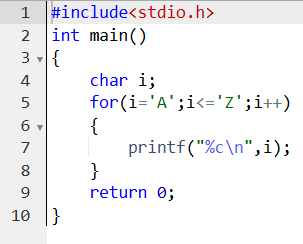 1 #include<stdio.h>
2 int main()
3 {
4     char i;
5     for(i='A';i<='Z';i++)
6     {
7         printf("%c\n",i);
8     }
9     return 0;
10 }